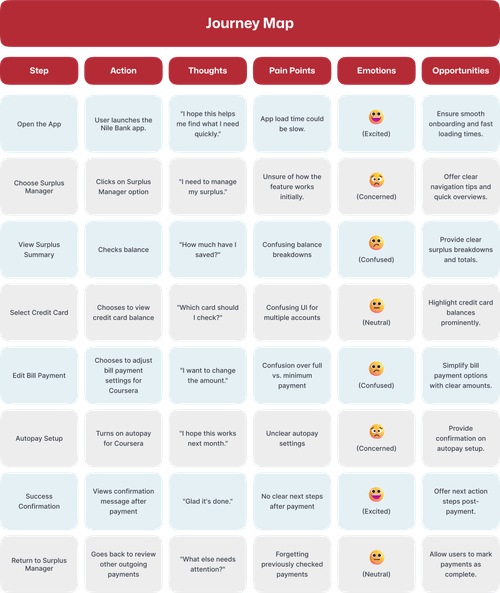 Journey Map
Step
Action
Thoughts
Pain Points
Emotions
Opportunities
Open the App
User launches the
Nile Bank app.
"I hope this helps
me find what I need
quickly."
App load time could
be slow.
(Excited)
Ensure smooth
onboarding and fast
loading times.
Choose Surplus
Manager
Clicks on Surplus
Manager option
"I need to manage
my surplus."
Unsure of how the
feature works
initially.
(Concerned)
Offer clear
navigation tips and
quick overviews.
View Surplus
Summary
Checks balance
"How much have I
saved?"
Confusing balance
breakdowns
(Confused)
Provide clear
surplus breakdowns
and totals.
Select Credit Card
Chooses to view
credit card balance
"Which card should
I check?"
Confusing UI for
multiple accounts
(Neutral)
Highlight credit card
balances
prominently.
Edit Bill Payment
Chooses to adjust
bill payment
settings for
Coursera
"I want to change
the amount."
Confusion over full
vs. minimum
payment
(Confused)
Simplify bill
payment options
with clear amounts.
Autopay Setup
Turns on autopay
for Coursera
"I hope this works
next month."
Unclear autopay
settings
(Concerned)
Provide
confirmation on
autopay setup.
Success
Confirmation
Views confirmation
message after
payment
"Glad it's done."
No clear next steps
after payment
(Excited)
Offer next action
steps post-
payment.
Return to Surplus
Manager
Goes back to review
other outgoing
payments
"What else needs
attention?"
Forgetting
previously checked
payments
(Neutral)
Allow users to mark
payments as
complete.